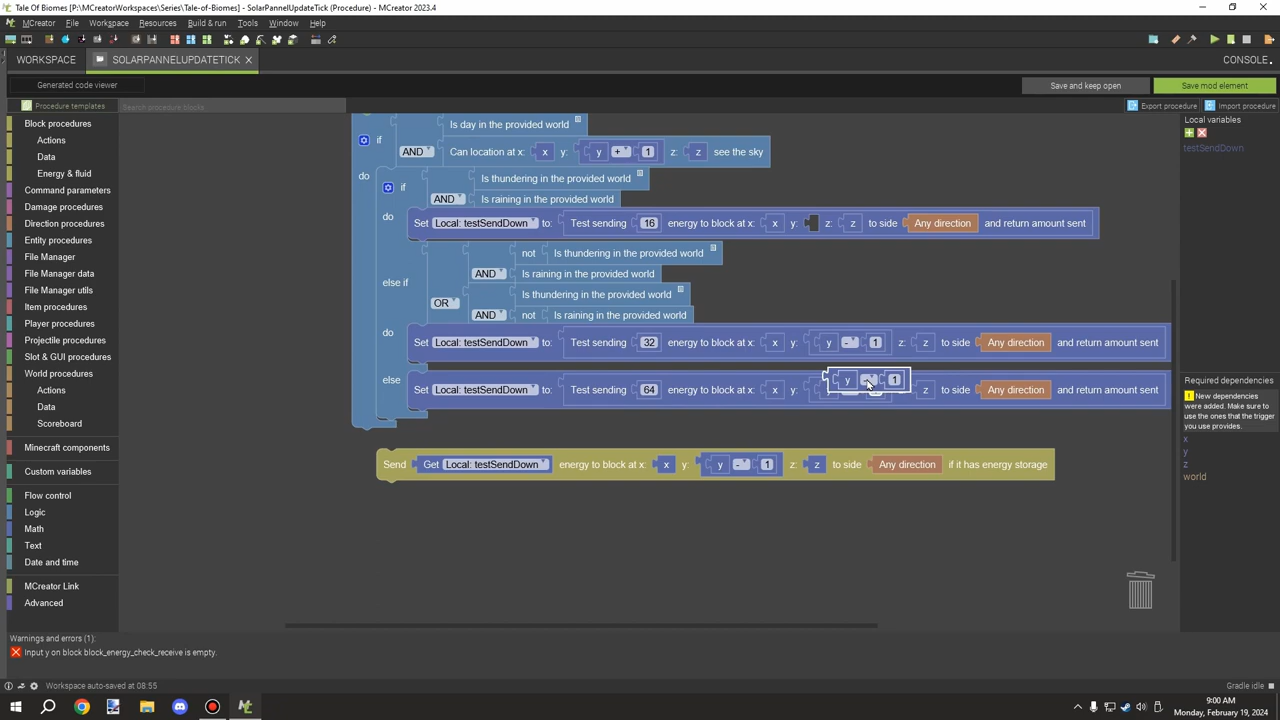 Tale Of Biomes [P:\MCreatorWorkspaces\Series\Tale-of-Biomes] - SolarPannelUpdateTick (Procedure) - MCreator 2023.4
MCreator File Workspace Resources Build & run Tools Window Help
WORKSPACE SOLARPANNELUPDATETICK CONSOLE
Generated code viewer Save and keep open Save mod element
Procedure templates Search procedure blocks Export procedure Import procedure
Block procedures
Actions
Data
Energy & fluid
Command parameters
Damage procedures
Direction procedures
Entity procedures
File Manager
File Manager data
File Manager utils
Item procedures
Player procedures
Projectile procedures
Slot & GUI procedures
World procedures
Actions
Data
Scoreboard
Minecraft components
Custom variables
Flow control
Logic
Math
Text
Date and time
MCreator Link
Advanced
Is day in the provided world
if AND Can location at x: x y: y + 1 z: z see the sky
do
if Is thundering in the provided world
AND Is raining in the provided world
do Set Local: testSendDown to: Test sending 16 energy to block at x: x y: z: z to side Any direction and return amount sent
not Is thundering in the provided world
AND Is raining in the provided world
else if OR
Is thundering in the provided world
AND not Is raining in the provided world
do Set Local: testSendDown to: Test sending 32 energy to block at x: x y: y - 1 z: z to side Any direction and return amount sent
y 1
else Set Local: testSendDown to: Test sending 64 energy to block at x: x y: z to side Any direction and return amount sent
Send Get Local: testSendDown energy to block at x: x y: y - 1 z: z to side Any direction if it has energy storage
Local variables
testSendDown
Required dependencies
New dependencies
were added. Make sure to
use ones that the trigger
you use provides.
x
y
z
world
Warnings and errors (1):
Input y on block block_energy_check_receive is empty.
Workspace auto-saved at 08:55 Gradle idle
9:00 AM
Monday, February 19, 2024